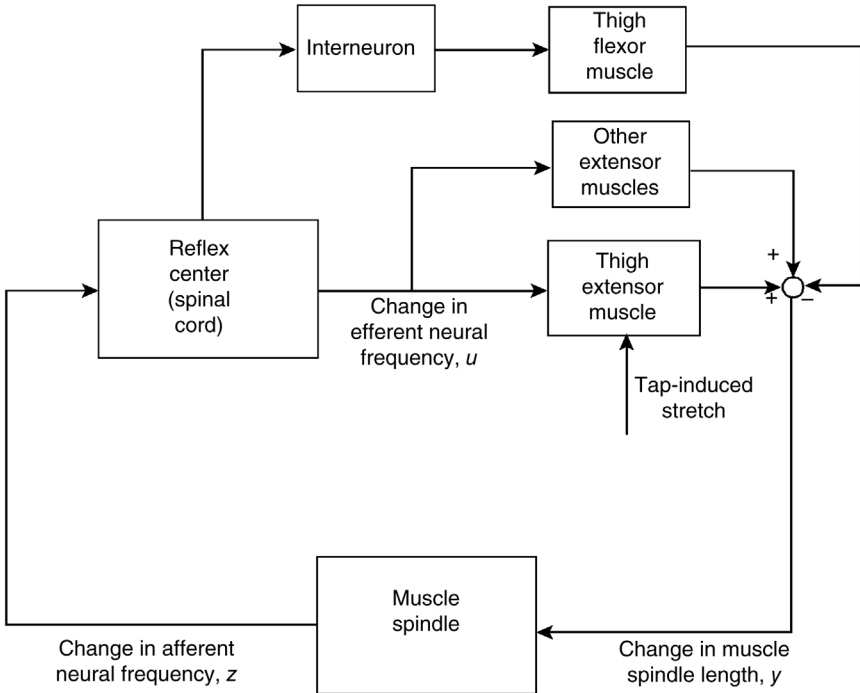 Interneuron
Thigh
flexor
muscle
Other
extensor
muscles
+
Reflex
center
(spinal
cord)
Thigh
extensor
muscle
+
–
Change in
efferent neural
frequency, u
Tap-induced
stretch
Muscle
spindle
Change in afferent
neural frequency, z
Change in muscle
spindle length, y